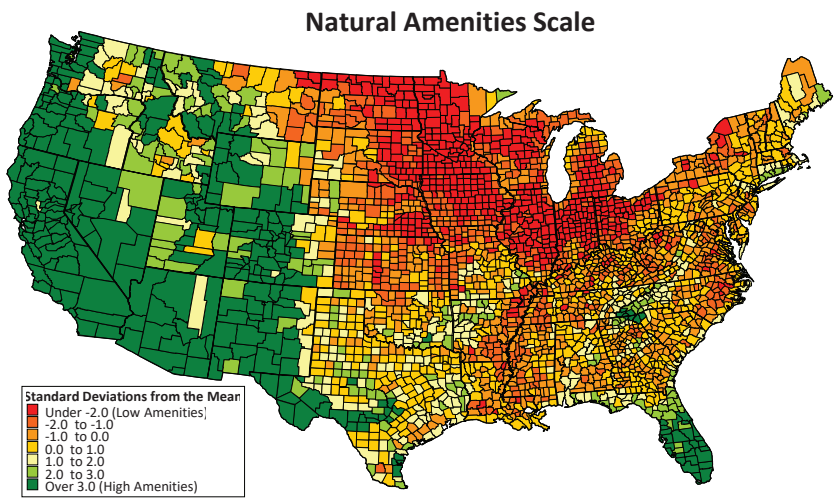 Natural Amenities Scale
Standard Deviations from the Mean
Under -2.0 (Low Amenities)
-2.0 to -1.0
-1.0 to 0.0
0.0 to 1.0
1.0 to 2.0
2.0 to 3.0
Over 3.0 (High Amenities)